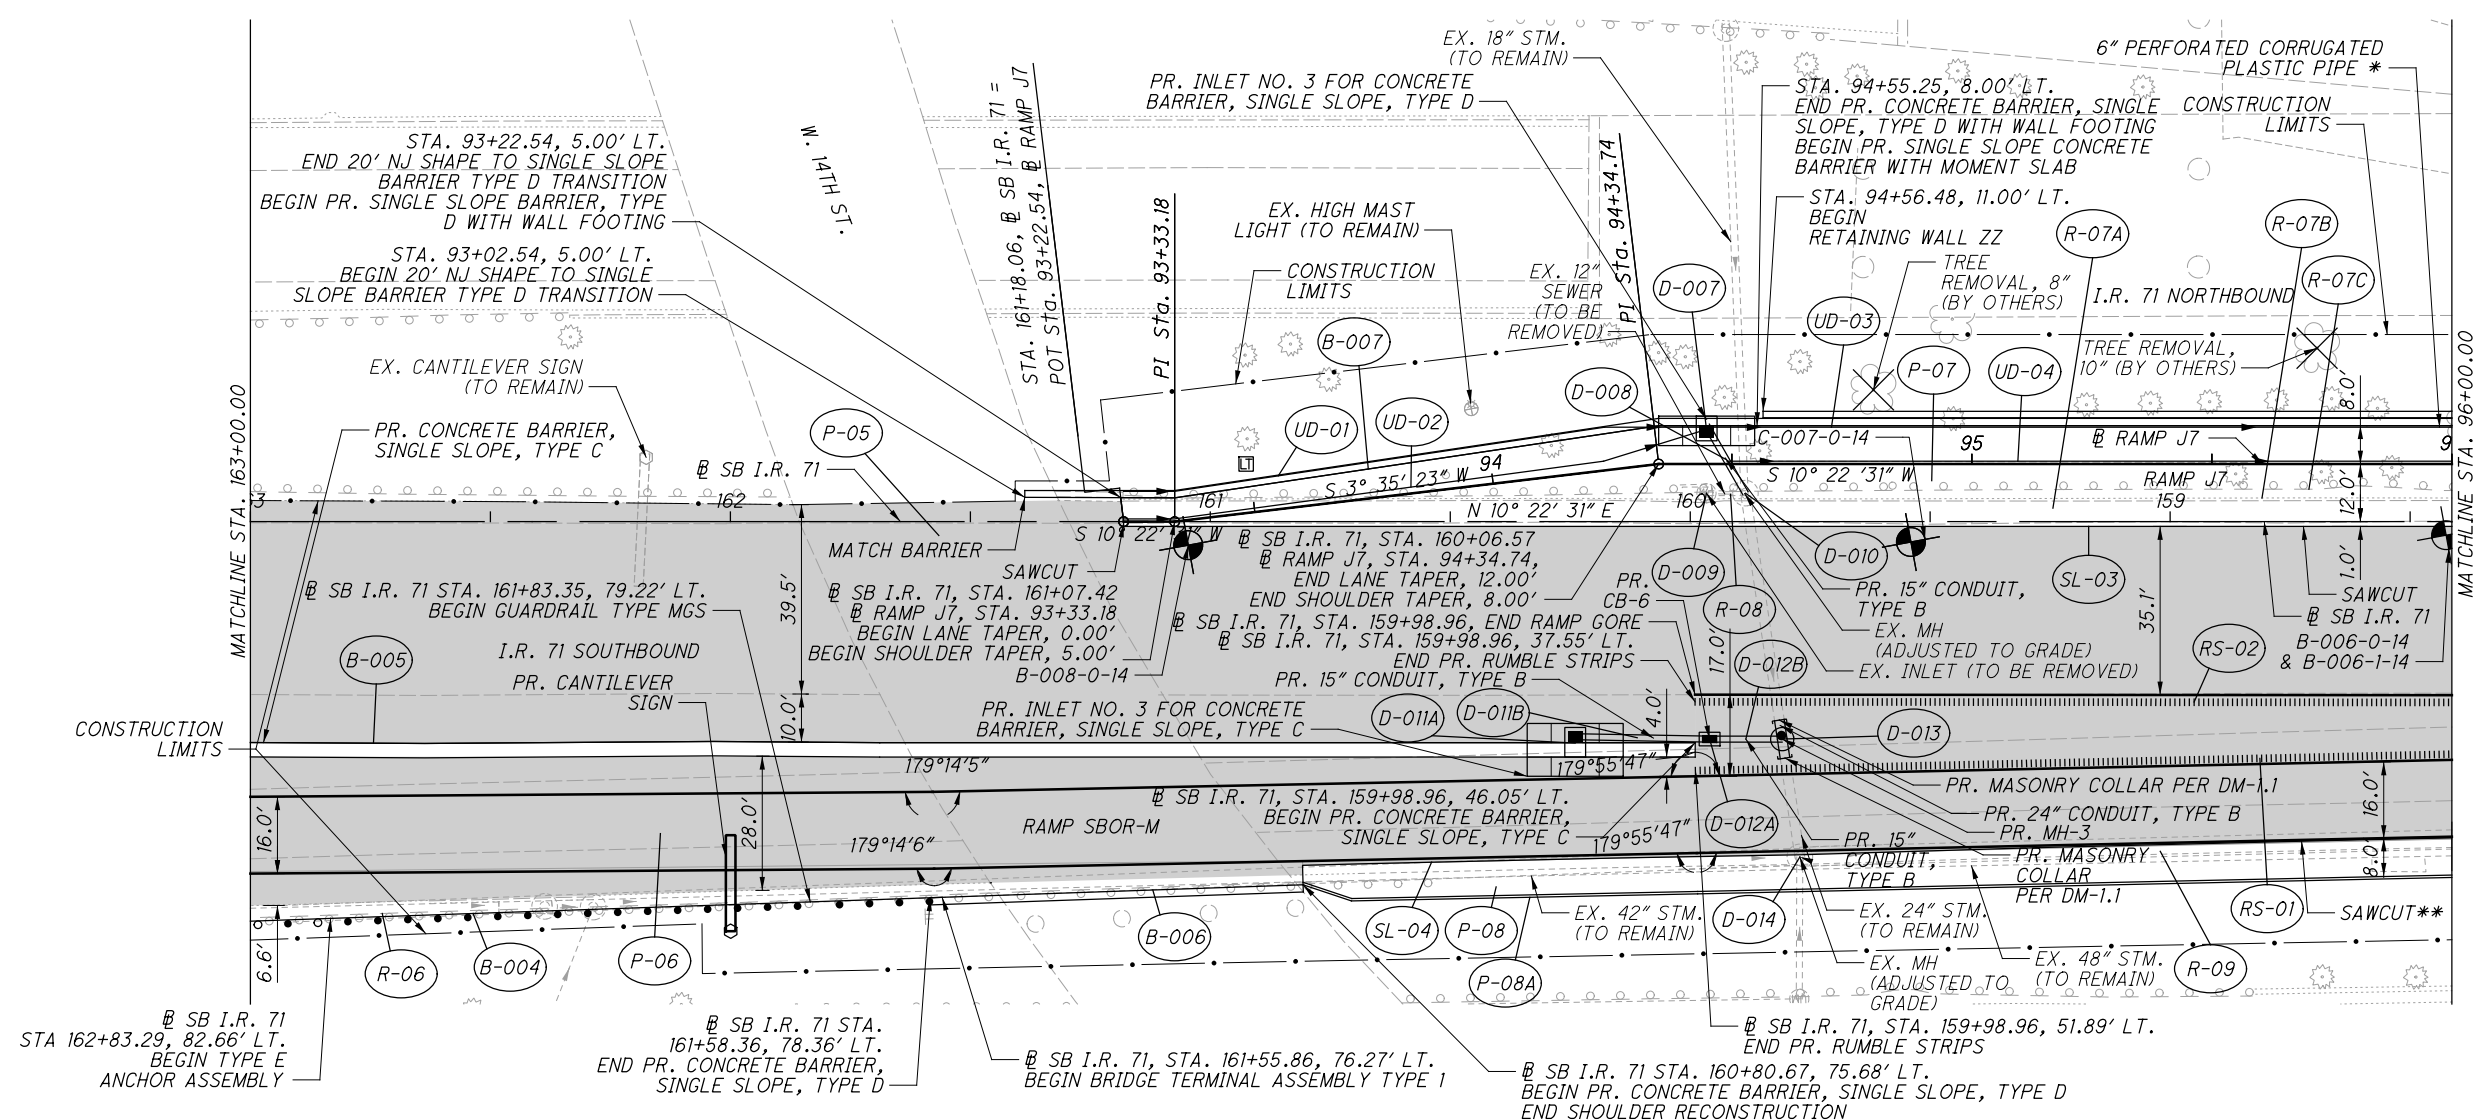 EX. 18" STM.
(TO REMAIN)
6" PERFORATED CORRUGATED
PLASTIC PIPE *
PR. INLET NO. 3 FOR CONCRETE
BARRIER, SINGLE SLOPE, TYPE D
STA. 94+55.25, 8.00' LT.
END PR. CONCRETE BARRIER, SINGLE
SLOPE, TYPE D WITH WALL FOOTING
BEGIN PR. SINGLE SLOPE CONCRETE
BARRIER WITH MOMENT SLAB
CONSTRUCTION
LIMITS
STA. 93+22.54, 5.00' LT.
END 20' NJ SHAPE TO SINGLE SLOPE
BARRIER TYPE D TRANSITION
BEGIN PR. SINGLE SLOPE BARRIER, TYPE
D WITH WALL FOOTING
W. 14TH ST.
STA. 161+18.06, ⅊ SB I.R. 71 =
POT Sta. 93+22.54, ⅊ RAMP J7
PI Sta. 93+33.18
PI Sta. 94+34.74
STA. 93+02.54, 5.00' LT.
BEGIN 20' NJ SHAPE TO SINGLE
SLOPE BARRIER TYPE D TRANSITION
EX. HIGH MAST
LIGHT (TO REMAIN)
CONSTRUCTION
LIMITS
EX. 12"
SEWER
(TO BE
REMOVED)
STA. 94+56.48, 11.00' LT.
BEGIN
RETAINING WALL ZZ
TREE
REMOVAL, 8"
(BY OTHERS)
R-07A
R-07B
R-07C
I.R. 71 NORTHBOUND
D-007
UD-03
B-007
EX. CANTILEVER SIGN
(TO REMAIN)
TREE REMOVAL,
10" (BY OTHERS)
D-008
P-07
UD-04
8.0'
MATCHLINE STA. 163+00.00
MATCHLINE STA. 96+00.00
PR. CONCRETE BARRIER,
SINGLE SLOPE, TYPE C
P-05
UD-01
UD-02
C-007-0-14
95
⅊ RAMP J7
9
⅊ SB I.R. 71
LT
94
S 3° 35' 23" W
S 10° 22 '31" W
RAMP J7
12.0'
3
162
161
160
159
N 10° 22' 31" E
S 10° 22' 31" W
MATCH BARRIER
SAWCUT
39.5'
⅊ SB I.R. 71, STA. 160+06.57
⅊ RAMP J7, STA. 94+34.74,
END LANE TAPER, 12.00'
END SHOULDER TAPER, 8.00'
PR.
CB-6
D-009
D-010
SL-03
1.0'
⅊ SB I.R. 71 STA. 161+83.35, 79.22' LT.
BEGIN GUARDRAIL TYPE MGS
⅊ SB I.R. 71, STA. 161+07.42
⅊ RAMP J7, STA. 93+33.18
BEGIN LANE TAPER, 0.00'
BEGIN SHOULDER TAPER, 5.00'
B-008-0-14
R-08
PR. 15" CONDUIT,
TYPE B
SAWCUT
⅊ SB I.R. 71
35.1'
B-006-0-14
& B-006-1-14
⅊ SB I.R. 71, STA. 159+98.96, END RAMP GORE
⅊ SB I.R. 71, STA. 159+98.96, 37.55' LT.
END PR. RUMBLE STRIPS
EX. MH
(ADJUSTED TO GRADE)
EX. INLET (TO BE REMOVED)
RS-02
17.0'
D-012B
B-005
I.R. 71 SOUTHBOUND
PR. CANTILEVER
SIGN
PR. 15" CONDUIT, TYPE B
CONSTRUCTION
LIMITS
10.0'
PR. INLET NO. 3 FOR CONCRETE
BARRIER, SINGLE SLOPE, TYPE C
D-011A
D-011B
4.0'
D-013
179°14'5"
179°55'47"
PR. MASONRY COLLAR PER DM-1.1
16.0'
28.0'
⅊ SB I.R. 71, STA. 159+98.96, 46.05' LT.
BEGIN PR. CONCRETE BARRIER,
SINGLE SLOPE, TYPE C
RAMP SBOR-M
179°14'6"
179°55'47"
D-012A
PR. 24" CONDUIT, TYPE B
PR. MH-3
PR. 15"
CONDUIT,
TYPE B
PR. MASONRY
COLLAR
PER DM-1.1
16.0'
8.0'
6.6'
R-06
B-004
P-06
B-006
SL-04
P-08
P-08A
EX. 42" STM.
(TO REMAIN)
D-014
EX. 24" STM.
(TO REMAIN)
RS-01
SAWCUT**
EX. MH
(ADJUSTED TO
GRADE)
EX. 48" STM.
(TO REMAIN)
R-09
⅊ SB I.R. 71
STA 162+83.29, 82.66' LT.
BEGIN TYPE E
ANCHOR ASSEMBLY
⅊ SB I.R. 71 STA.
161+58.36, 78.36' LT.
END PR. CONCRETE BARRIER,
SINGLE SLOPE, TYPE D
⅊ SB I.R. 71, STA. 161+55.86, 76.27' LT.
BEGIN BRIDGE TERMINAL ASSEMBLY TYPE 1
⅊ SB I.R. 71, STA. 159+98.96, 51.89' LT.
END PR. RUMBLE STRIPS
⅊ SB I.R. 71 STA. 160+80.67, 75.68' LT.
BEGIN PR. CONCRETE BARRIER, SINGLE SLOPE, TYPE D
END SHOULDER RECONSTRUCTION